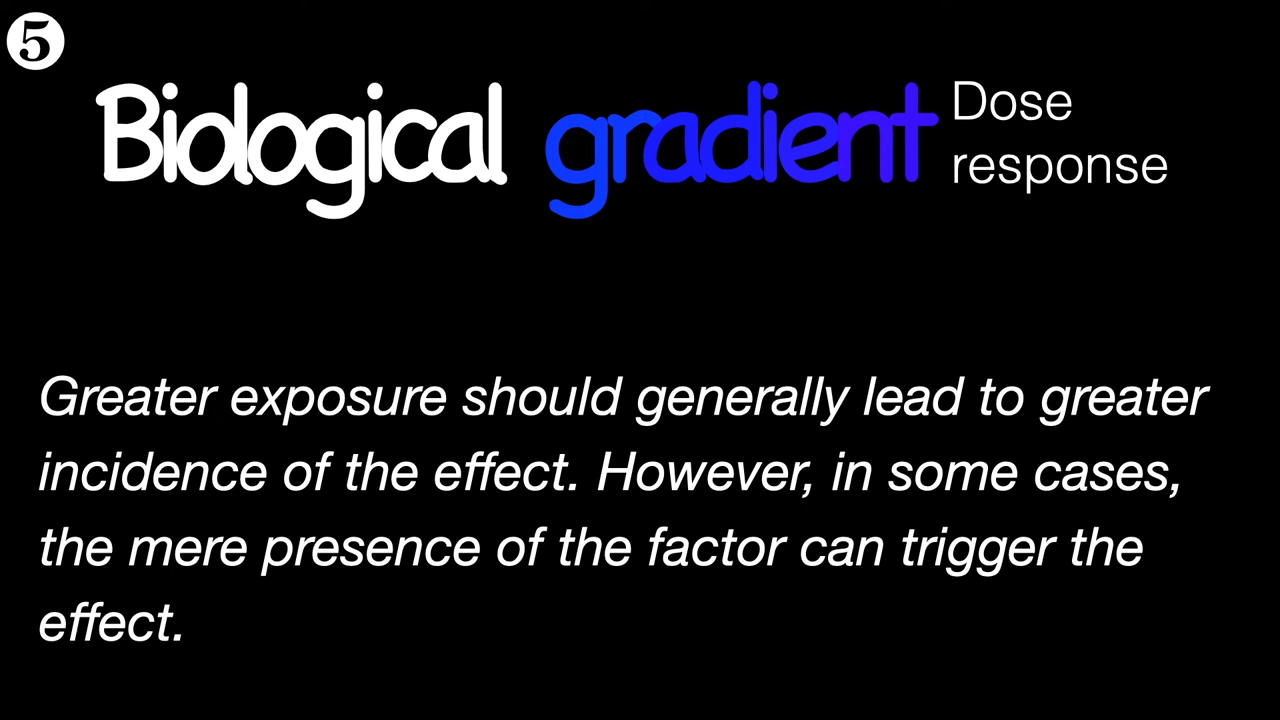 5
Biological gradient
Dose
response
Greater exposure should generally lead to greater
incidence of the effect. However, in some cases,
the mere presence of the factor can trigger the
effect.